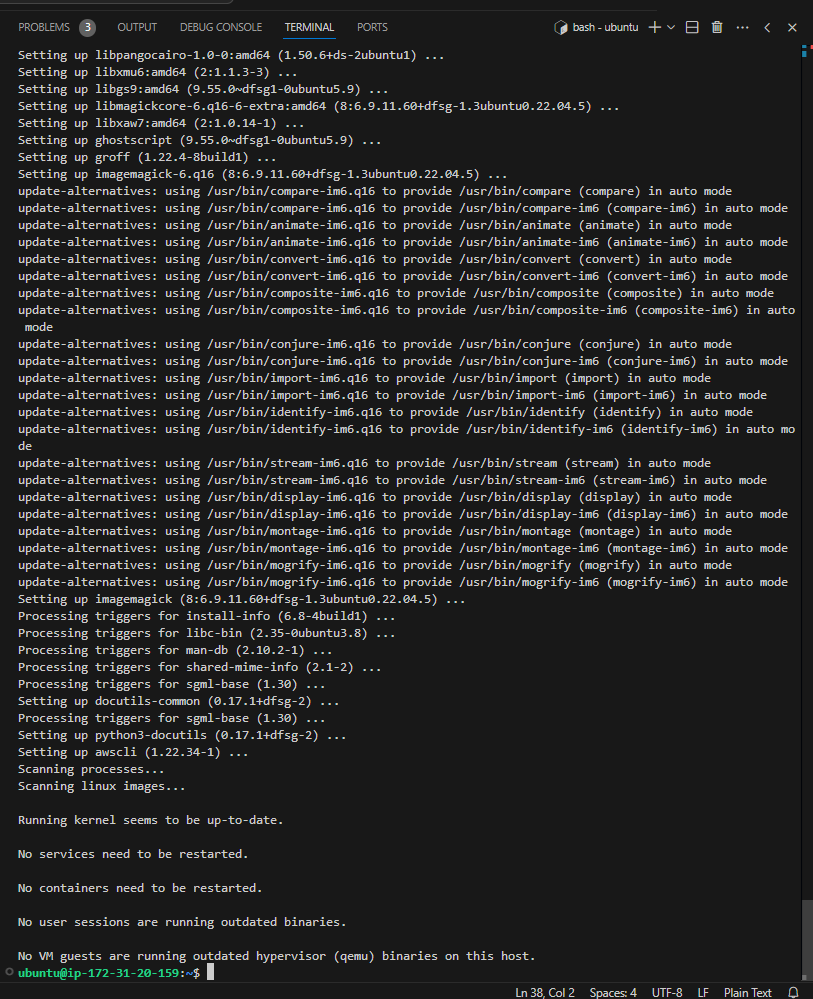 PROBLEMS 3 OUTPUT DEBUG CONSOLE TERMINAL PORTS bash - ubuntu
Setting up libpangocairo-1.0-0:amd64 (1.50.6+ds-2ubuntu1) ...
Setting up libxmu6:amd64 (2:1.1.3-3) ...
Setting up libgs9:amd64 (9.55.0~dfsg1-0ubuntu5.9) ...
Setting up libmagickcore-6.q16-6-extra:amd64 (8:6.9.11.60+dfsg-1.3ubuntu0.22.04.5) ...
Setting up libxaw7:amd64 (2:1.0.14-1) ...
Setting up ghostscript (9.55.0~dfsg1-0ubuntu5.9) ...
Setting up groff (1.22.4-8build1) ...
Setting up imagemagick-6.q16 (8:6.9.11.60+dfsg-1.3ubuntu0.22.04.5) ...
update-alternatives: using /usr/bin/compare-im6.q16 to provide /usr/bin/compare (compare) in auto mode
update-alternatives: using /usr/bin/compare-im6.q16 to provide /usr/bin/compare-im6 (compare-im6) in auto mode
update-alternatives: using /usr/bin/animate-im6.q16 to provide /usr/bin/animate (animate) in auto mode
update-alternatives: using /usr/bin/animate-im6.q16 to provide /usr/bin/animate-im6 (animate-im6) in auto mode
update-alternatives: using /usr/bin/convert-im6.q16 to provide /usr/bin/convert (convert) in auto mode
update-alternatives: using /usr/bin/convert-im6.q16 to provide /usr/bin/convert-im6 (convert-im6) in auto mode
update-alternatives: using /usr/bin/composite-im6.q16 to provide /usr/bin/composite (composite) in auto mode
update-alternatives: using /usr/bin/composite-im6.q16 to provide /usr/bin/composite-im6 (composite-im6) in auto
 mode
update-alternatives: using /usr/bin/conjure-im6.q16 to provide /usr/bin/conjure (conjure) in auto mode
update-alternatives: using /usr/bin/conjure-im6.q16 to provide /usr/bin/conjure-im6 (conjure-im6) in auto mode
update-alternatives: using /usr/bin/import-im6.q16 to provide /usr/bin/import (import) in auto mode
update-alternatives: using /usr/bin/import-im6.q16 to provide /usr/bin/import-im6 (import-im6) in auto mode
update-alternatives: using /usr/bin/identify-im6.q16 to provide /usr/bin/identify (identify) in auto mode
update-alternatives: using /usr/bin/identify-im6.q16 to provide /usr/bin/identify-im6 (identify-im6) in auto mo
de
update-alternatives: using /usr/bin/stream-im6.q16 to provide /usr/bin/stream (stream) in auto mode
update-alternatives: using /usr/bin/stream-im6.q16 to provide /usr/bin/stream-im6 (stream-im6) in auto mode
update-alternatives: using /usr/bin/display-im6.q16 to provide /usr/bin/display (display) in auto mode
update-alternatives: using /usr/bin/display-im6.q16 to provide /usr/bin/display-im6 (display-im6) in auto mode
update-alternatives: using /usr/bin/montage-im6.q16 to provide /usr/bin/montage (montage) in auto mode
update-alternatives: using /usr/bin/montage-im6.q16 to provide /usr/bin/montage-im6 (montage-im6) in auto mode
update-alternatives: using /usr/bin/mogrify-im6.q16 to provide /usr/bin/mogrify (mogrify) in auto mode
update-alternatives: using /usr/bin/mogrify-im6.q16 to provide /usr/bin/mogrify-im6 (mogrify-im6) in auto mode
Setting up imagemagick (8:6.9.11.60+dfsg-1.3ubuntu0.22.04.5) ...
Processing triggers for install-info (6.8-4build1) ...
Processing triggers for libc-bin (2.35-0ubuntu3.8) ...
Processing triggers for man-db (2.10.2-1) ...
Processing triggers for shared-mime-info (2.1-2) ...
Processing triggers for sgml-base (1.30) ...
Setting up docutils-common (0.17.1+dfsg-2) ...
Processing triggers for sgml-base (1.30) ...
Setting up python3-docutils (0.17.1+dfsg-2) ...
Setting up awscli (1.22.34-1) ...
Scanning processes...
Scanning linux images...
Running kernel seems to be up-to-date.
No services need to be restarted.
No containers need to be restarted.
No user sessions are running outdated binaries.
No VM guests are running outdated hypervisor (qemu) binaries on this host.
ubuntu@ip-172-31-20-159:~$
Ln 38, Col 2 Spaces: 4 UTF-8 LF Plain Text